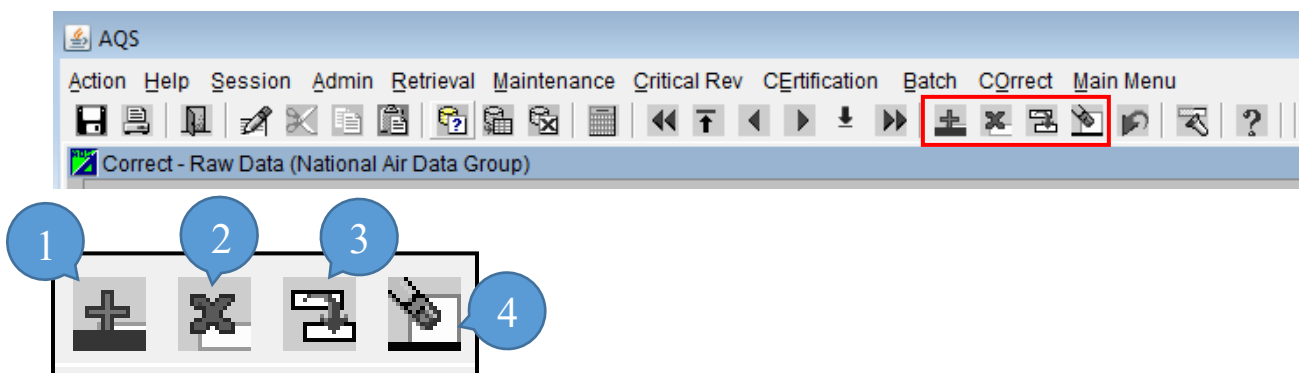 AQS
Action Help Session Admin Retrieval Maintenance Critical Rev CErtification Batch COrrect Main Menu
Correct - Raw Data (National Air Data Group)
1
2
3
4